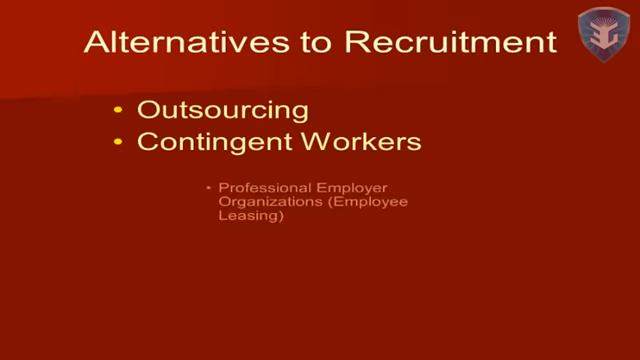 Alternatives to Recruitment
• Outsourcing
• Contingent Workers
• Professional Employer
Organizations (Employee
Leasing)